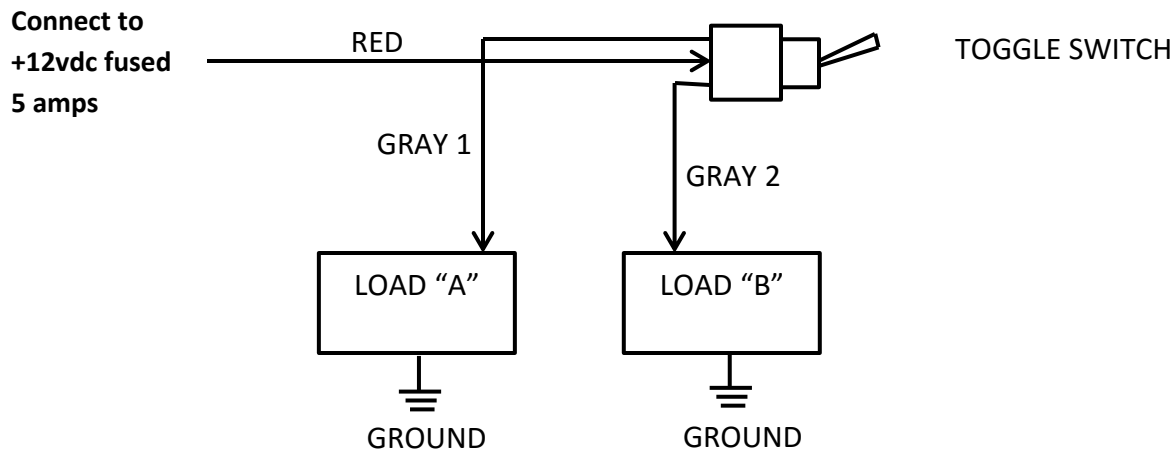 Connect to
+12vdc fused
5 amps
RED
TOGGLE SWITCH
GRAY 1
GRAY 2
LOAD “A”
LOAD “B”
GROUND
GROUND